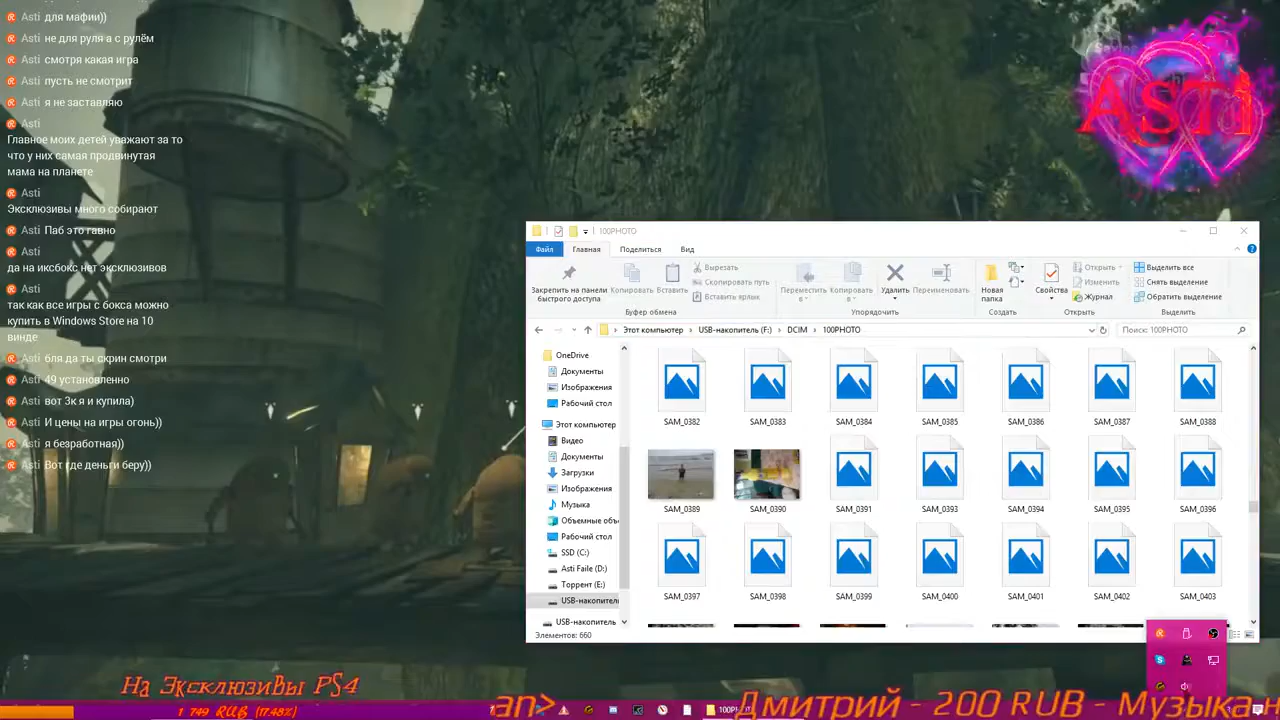 Asti для мафии))
Asti не для руля а с рулём
Asti смотря какая игра
Asti пусть не смотрит
Asti я не заставляю
Asti
Главное моих детей уважают за то
что у них самая продвинутая
мама на планете
Asti
Эксклюзивы много собирают
Asti Паб это гавно
Asti
да на иксбокс нет эксклюзивов
Asti
так как все игры с бокса можно
купить в Windows Store на 10
винде
Asti бля да ты скрин смотри
Asti 49 установленно
Asti вот 3к я и купила)
Asti И цены на игры огонь))
Asti я безработная))
Asti Вот где деньги беру))
Asti
100PHOTO
Файл Главная Поделиться Вид
Закрепить на панели
быстрого доступа
Копировать
Вставить
Вырезать
Скопировать путь
Вставить ярлык
Буфер обмена
Переместить
в
Копировать
в
Удалить
Переименовать
Упорядочить
Новая
папка
Создать
Свойства
Открыть
Изменить
Журнал
Открыть
Выделить все
Снять выделение
Обратить выделение
Выделить
Этот компьютер USB-накопитель (F:) DCIM 100PHOTO
Поиск: 100PHOTO
OneDrive
Документы
Изображения
Рабочий стол
Этот компьютер
Видео
Документы
Загрузки
Изображения
Музыка
Объемные объ
Рабочий стол
SSD (C:)
Asti Faile (D:)
Торрент (E:)
USB-накопитель
USB-накопитель
SAM_0382 SAM_0383 SAM_0384 SAM_0385 SAM_0386 SAM_0387 SAM_0388
SAM_0389 SAM_0390 SAM_0391 SAM_0393 SAM_0394 SAM_0395 SAM_0396
SAM_0397 SAM_0398 SAM_0399 SAM_0400 SAM_0401 SAM_0402 SAM_0403
Элементов: 660
На Эксклюзивы PS4
1 749 RUB (17.48%)
an> Дмитрий - 200 RUB - Музыка н
100PH